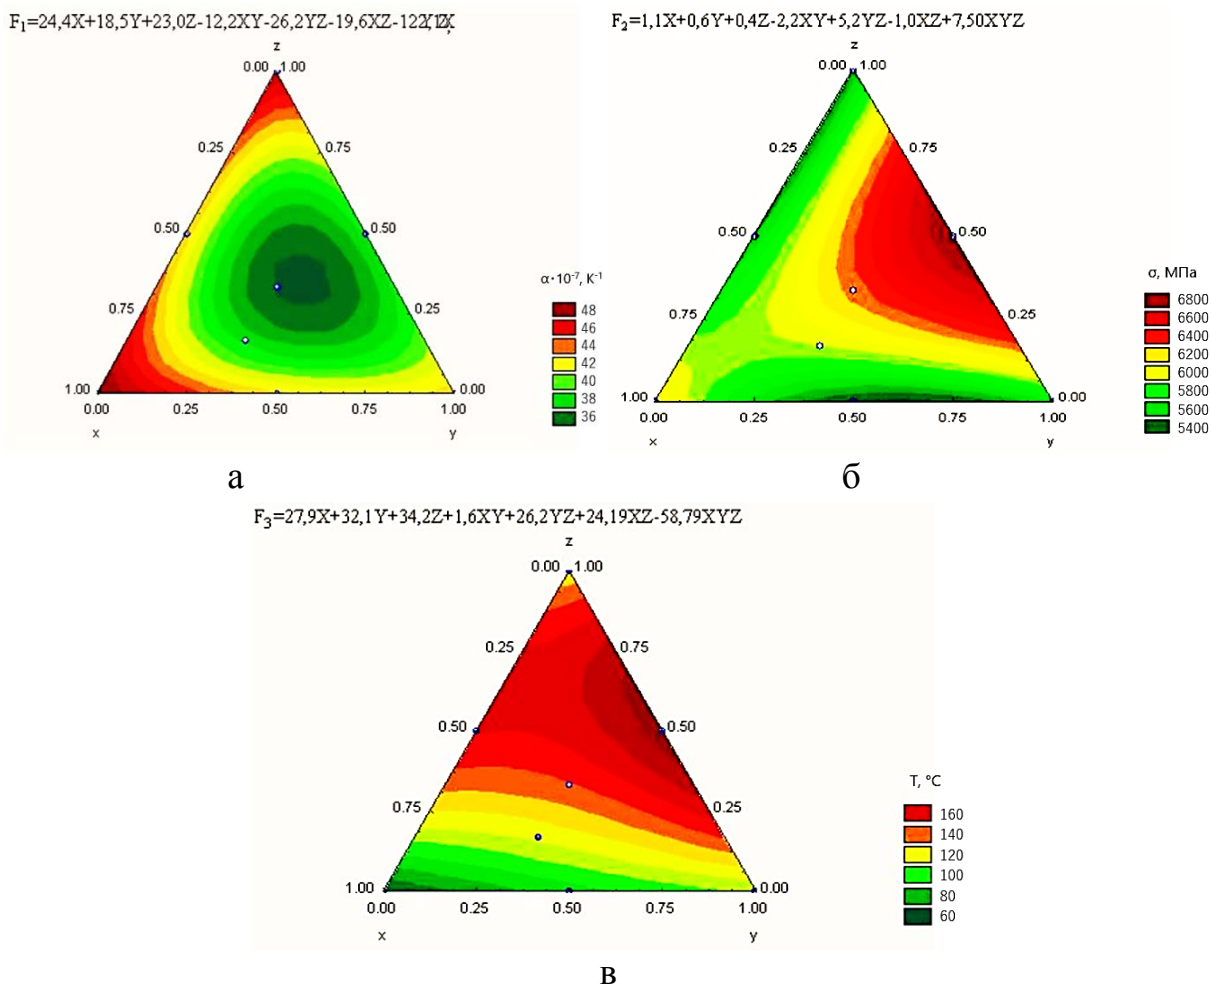 F₁=24,4X+18,5Y+23,0Z-12,2XY-26,2YZ-19,6XZ
z
0.00 1.00
0.25 0.75
0.50 0.50
0.75 0.25
1.00 0.00
0.00 0.25 0.50 0.75 1.00
x y
α·10⁻⁷, K⁻¹
48
46
44
42
40
38
36
а
F₂=1,1X+0,6Y+0,4Z-2,2XY+5,2YZ-1,0XZ+7,50XYZ
z
0.00 1.00
0.25 0.75
0.50 0.50
0.75 0.25
1.00 0.00
0.00 0.25 0.50 0.75 1.00
x y
σ, МПа
6800
6600
6400
6200
6000
5800
5600
5400
б
F₃=27,9X+32,1Y+34,2Z+1,6XY+26,2YZ+24,19XZ-58,79XYZ
z
0.00 1.00
0.25 0.75
0.50 0.50
0.75 0.25
1.00 0.00
0.00 0.25 0.50 0.75 1.00
x y
T, °C
160
140
120
100
80
60
в